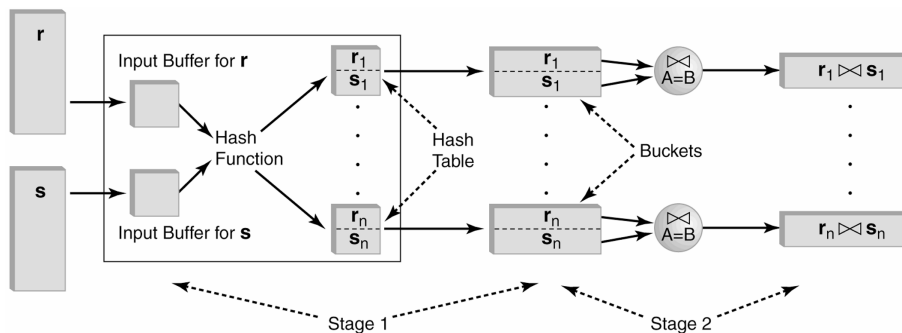 r
Input Buffer for r
s
Input Buffer for s
Hash
Function
r1
s1
rn
sn
Hash
Table
r1
s1
rn
sn
Buckets
⋈
A=B
⋈
A=B
r1 ⋈ s1
rn ⋈ sn
Stage 1
Stage 2